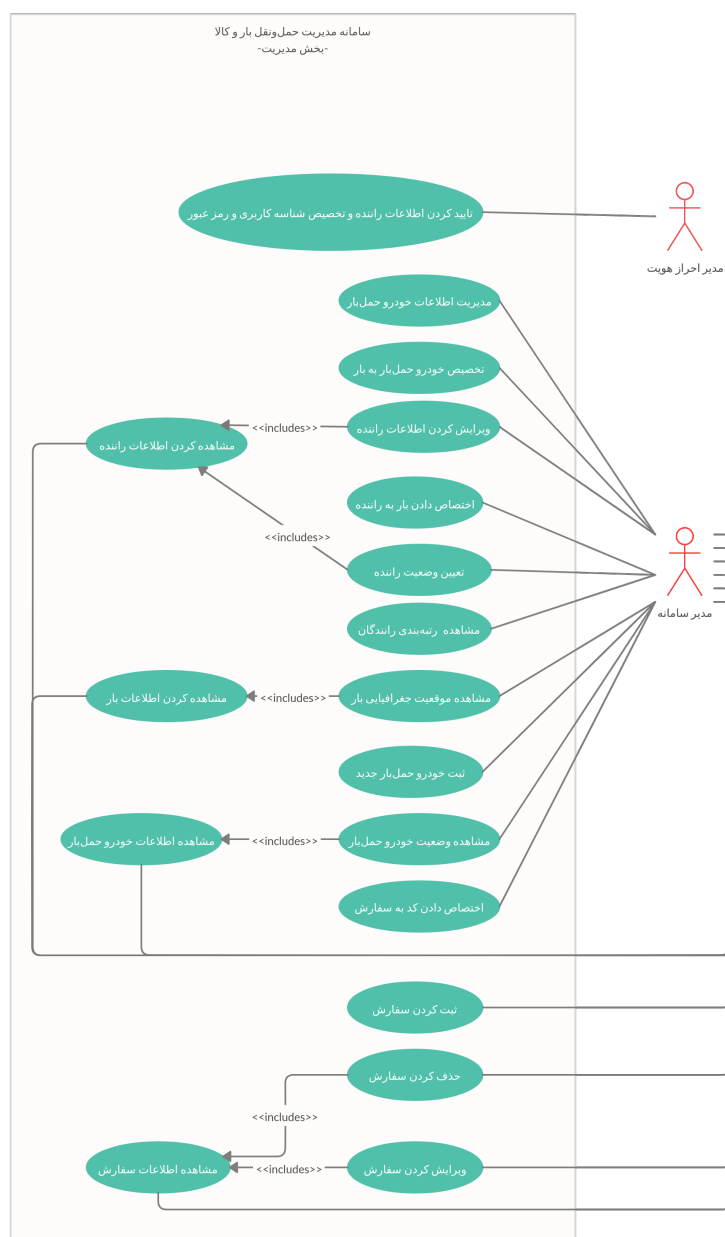 سامانه مدیریت حمل‌ونقل بار و کالا
-بخش مدیریت-
تایید کردن اطلاعات راننده و تخصیص شناسه کاربری و رمز عبور
مدیر احراز هویت
مدیریت اطلاعات خودرو حمل‌بار
تخصیص خودرو حمل‌بار به بار
ویرایش کردن اطلاعات راننده
<<includes>>
مشاهده کردن اطلاعات راننده
اختصاص دادن بار به راننده
<<includes>>
تعیین وضعیت راننده
مدیر سامانه
مشاهده رتبه‌بندی رانندگان
مشاهده موقعیت جغرافیایی بار
<<includes>>
مشاهده کردن اطلاعات بار
ثبت خودرو حمل‌بار جدید
مشاهده وضعیت خودرو حمل‌بار
<<includes>>
مشاهده اطلاعات خودرو حمل‌بار
اختصاص دادن کد به سفارش
ثبت کردن سفارش
حذف کردن سفارش
<<includes>>
ویرایش کردن سفارش
<<includes>>
مشاهده اطلاعات سفارش